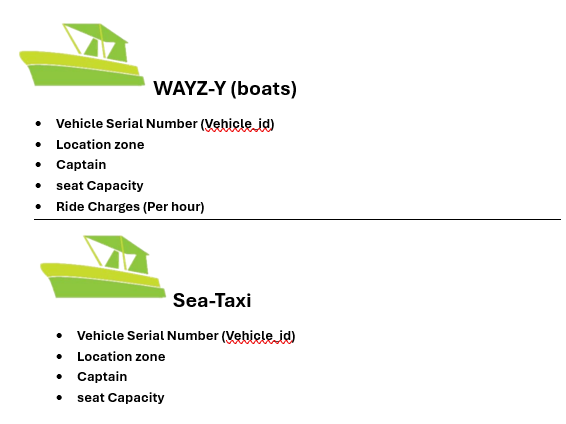 WAYZ-Y (boats)
• Vehicle Serial Number (Vehicle_id)
• Location zone
• Captain
• seat Capacity
• Ride Charges (Per hour)
Sea-Taxi
• Vehicle Serial Number (Vehicle_id)
• Location zone
• Captain
• seat Capacity